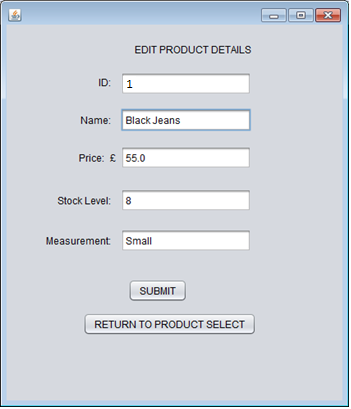 EDIT PRODUCT DETAILS
ID: 1
Name: Black Jeans
Price: £ 55.0
Stock Level: 8
Measurement: Small
SUBMIT
RETURN TO PRODUCT SELECT